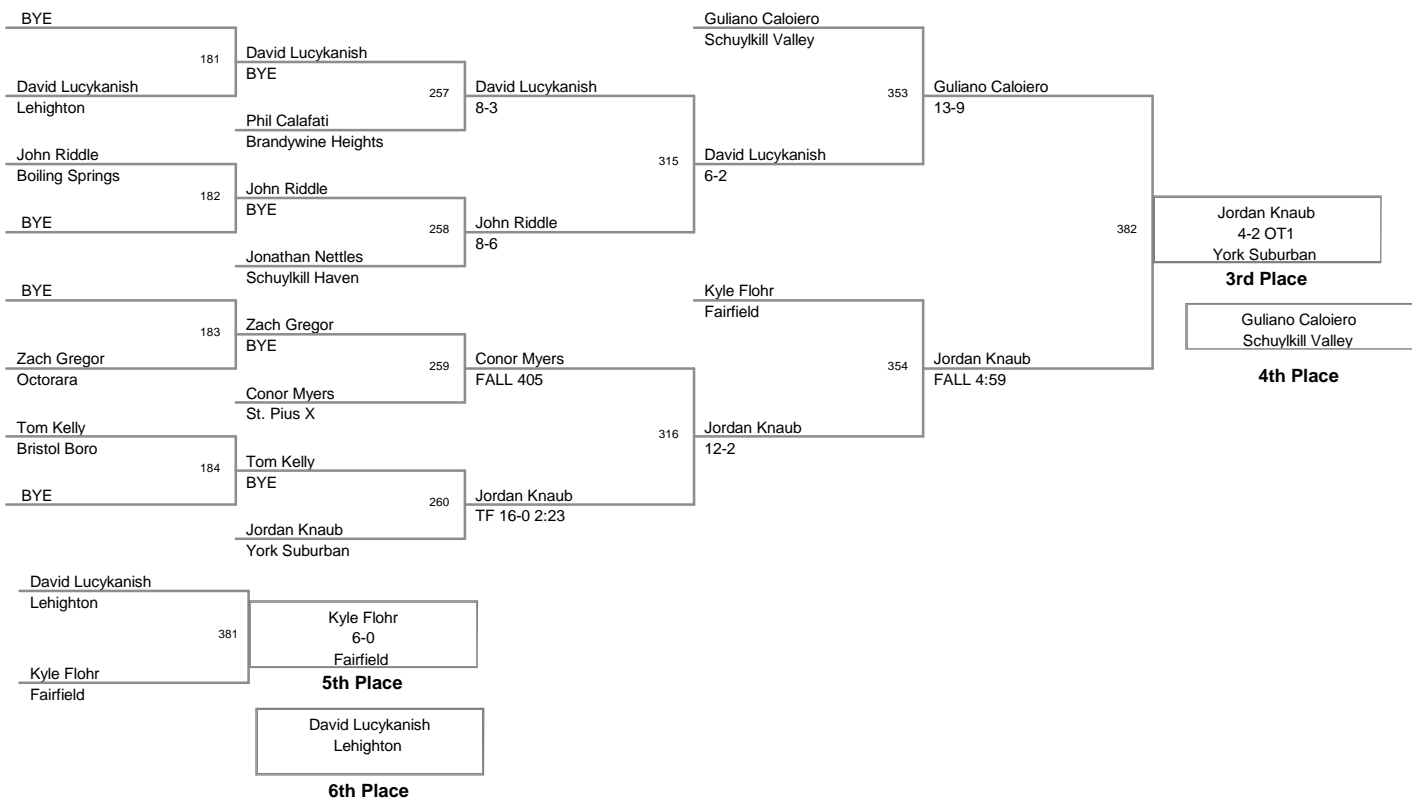 BYE
181
David Lucykanish
Lehighton
David Lucykanish
BYE
257
Phil Calafati
Brandywine Heights
John Riddle
Boiling Springs
182
BYE
John Riddle
BYE
258
Jonathan Nettles
Schuylkill Haven
David Lucykanish
8-3
315
John Riddle
8-6
BYE
183
Zach Gregor
Octorara
Zach Gregor
BYE
259
Conor Myers
St. Pius X
Tom Kelly
Bristol Boro
184
BYE
Tom Kelly
BYE
260
Jordan Knaub
York Suburban
Conor Myers
FALL 405
316
Jordan Knaub
TF 16-0 2:23
Guliano Caloiero
Schuylkill Valley
353
David Lucykanish
6-2
Kyle Flohr
Fairfield
354
Jordan Knaub
12-2
Guliano Caloiero
13-9
382
Jordan Knaub
FALL 4:59
Jordan Knaub
4-2 OT1
York Suburban
3rd Place
Guliano Caloiero
Schuylkill Valley
4th Place
David Lucykanish
Lehighton
381
Kyle Flohr
Fairfield
Kyle Flohr
6-0
Fairfield
5th Place
David Lucykanish
Lehighton
6th Place